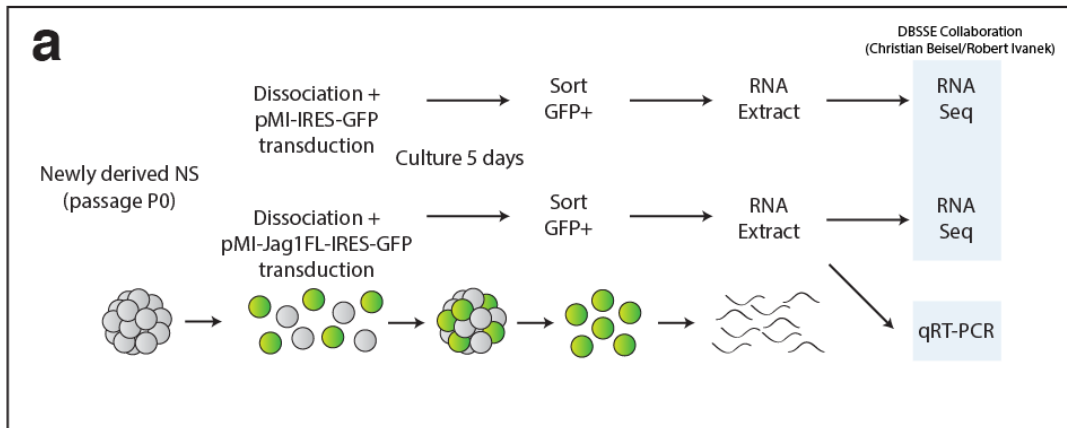 a
DBSSE Collaboration
(Christian Beisel/Robert Ivanek)
Dissociation +
pMI-IRES-GFP
transduction
Sort
GFP+
RNA
Extract
RNA
Seq
Culture 5 days
Newly derived NS
(passage P0)
Dissociation +
pMI-Jag1FL-IRES-GFP
transduction
Sort
GFP+
RNA
Extract
RNA
Seq
qRT-PCR